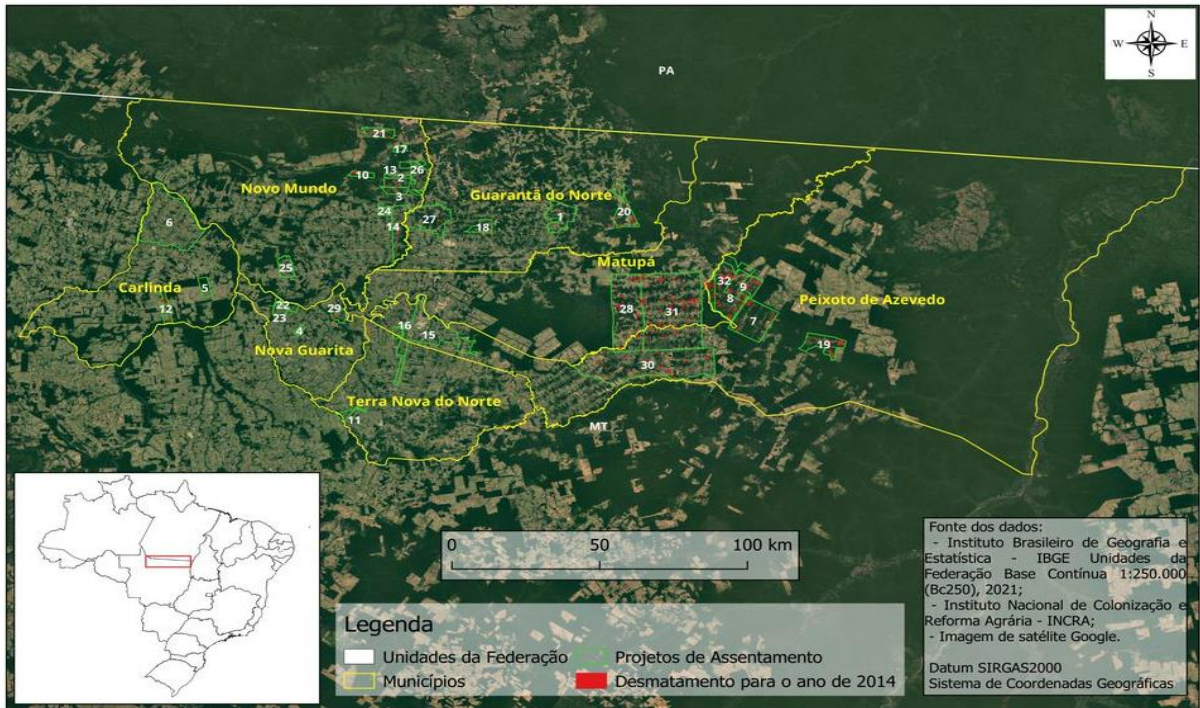 N
W E
S
PA
21
17
13
26
10
2
Novo Mundo
3
Guarantã do Norte
24
27
1
20
6
14
18
Matupá
25
32
9
Carlinda
5
8
Peixoto de Azevedo
12
22
29
28
31
7
23
16
15
4
19
Nova Guarita
30
Terra Nova do Norte
11
MT
0 50 100 km
Legenda
Unidades da Federação
Projetos de Assentamento
Municípios
Desmatamento para o ano de 2014
Fonte dos dados:
- Instituto Brasileiro de Geografia e
Estatística - IBGE Unidades da
Federação Base Contínua 1:250.000
(Bc250), 2021;
- Instituto Nacional de Colonização e
Reforma Agrária - INCRA;
- Imagem de satélite Google.
Datum SIRGAS2000
Sistema de Coordenadas Geográficas